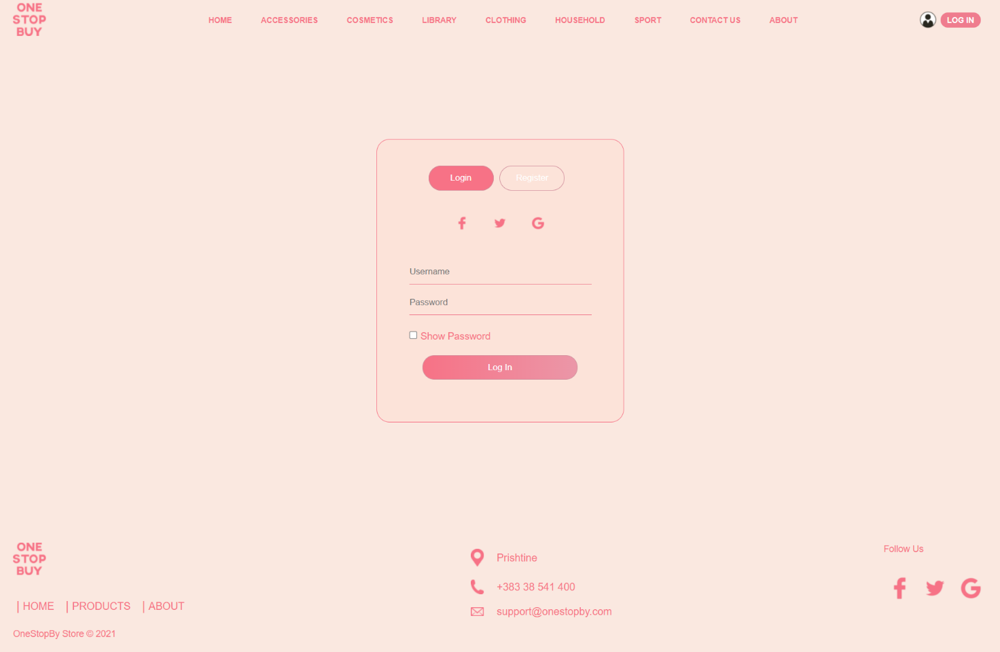 ONE
STOP
BUY
HOME ACCESSORIES COSMETICS LIBRARY CLOTHING HOUSEHOLD SPORT CONTACT US ABOUT LOG IN
Login Register
Username
Password
Show Password
Log In
ONE
STOP
BUY
| HOME | PRODUCTS | ABOUT
OneStopBy Store © 2021
Prishtine
+383 38 541 400
support@onestopby.com
Follow Us